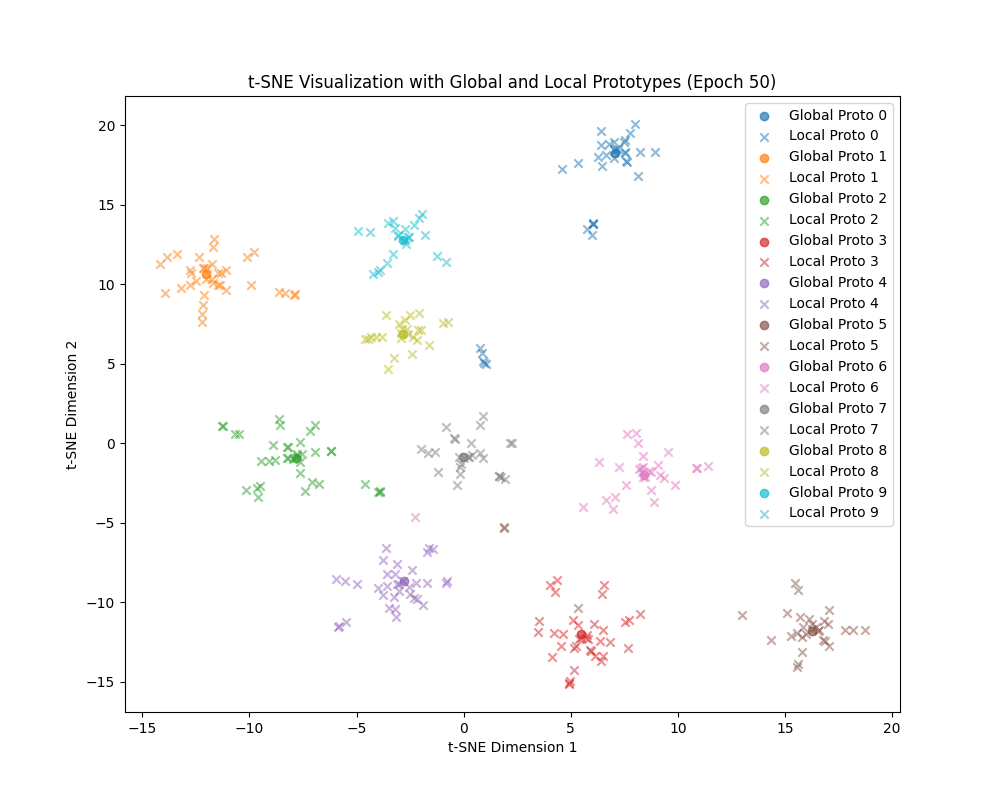 t-SNE Visualization with Global and Local Prototypes (Epoch 50)
t-SNE Dimension 2
20
15
10
5
0
−5
−10
−15
Global Proto 0
Local Proto 0
Global Proto 1
Local Proto 1
Global Proto 2
Local Proto 2
Global Proto 3
Local Proto 3
Global Proto 4
Local Proto 4
Global Proto 5
Local Proto 5
Global Proto 6
Local Proto 6
Global Proto 7
Local Proto 7
Global Proto 8
Local Proto 8
Global Proto 9
Local Proto 9
−15 −10 −5 0 5 10 15 20
t-SNE Dimension 1